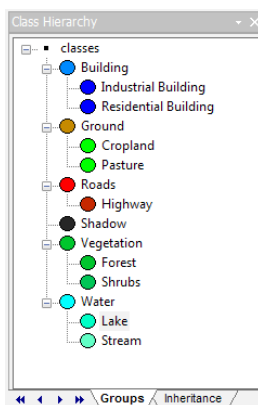 Class Hierarchy
classes
Building
Industrial Building
Residential Building
Ground
Cropland
Pasture
Roads
Highway
Shadow
Vegetation
Forest
Shrubs
Water
Lake
Stream
Groups Inheritance